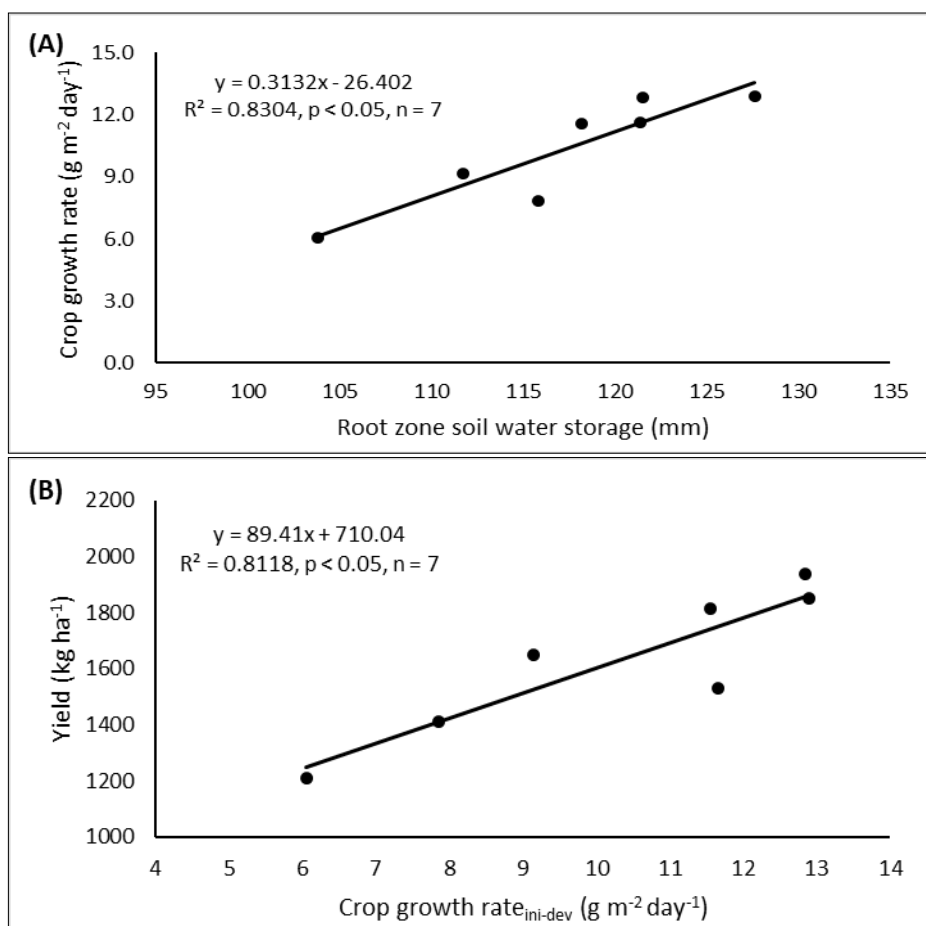 (A)
y = 0.3132x - 26.402
R² = 0.8304, p < 0.05, n = 7
Crop growth rate (g m⁻² day⁻¹)
15.0
12.0
9.0
6.0
3.0
0.0
95 100 105 110 115 120 125 130 135
Root zone soil water storage (mm)
(B)
y = 89.41x + 710.04
R² = 0.8118, p < 0.05, n = 7
Yield (kg ha⁻¹)
2200
2000
1800
1600
1400
1200
1000
4 5 6 7 8 9 10 11 12 13 14
Crop growth rateini-dev (g m⁻² day⁻¹)